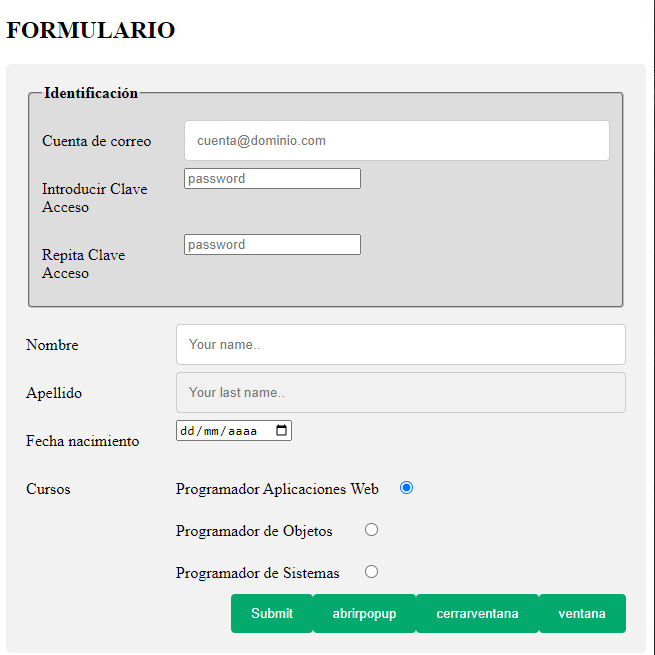 FORMULARIO
Identificación
Cuenta de correo
cuenta@dominio.com
Introducir Clave
Acceso
password
Repita Clave
Acceso
password
Nombre
Your name..
Apellido
Your last name..
Fecha nacimiento
dd/mm/aaaa
Cursos
Programador Aplicaciones Web
Programador de Objetos
Programador de Sistemas
Submit
abrirpopup
cerrarventana
ventana